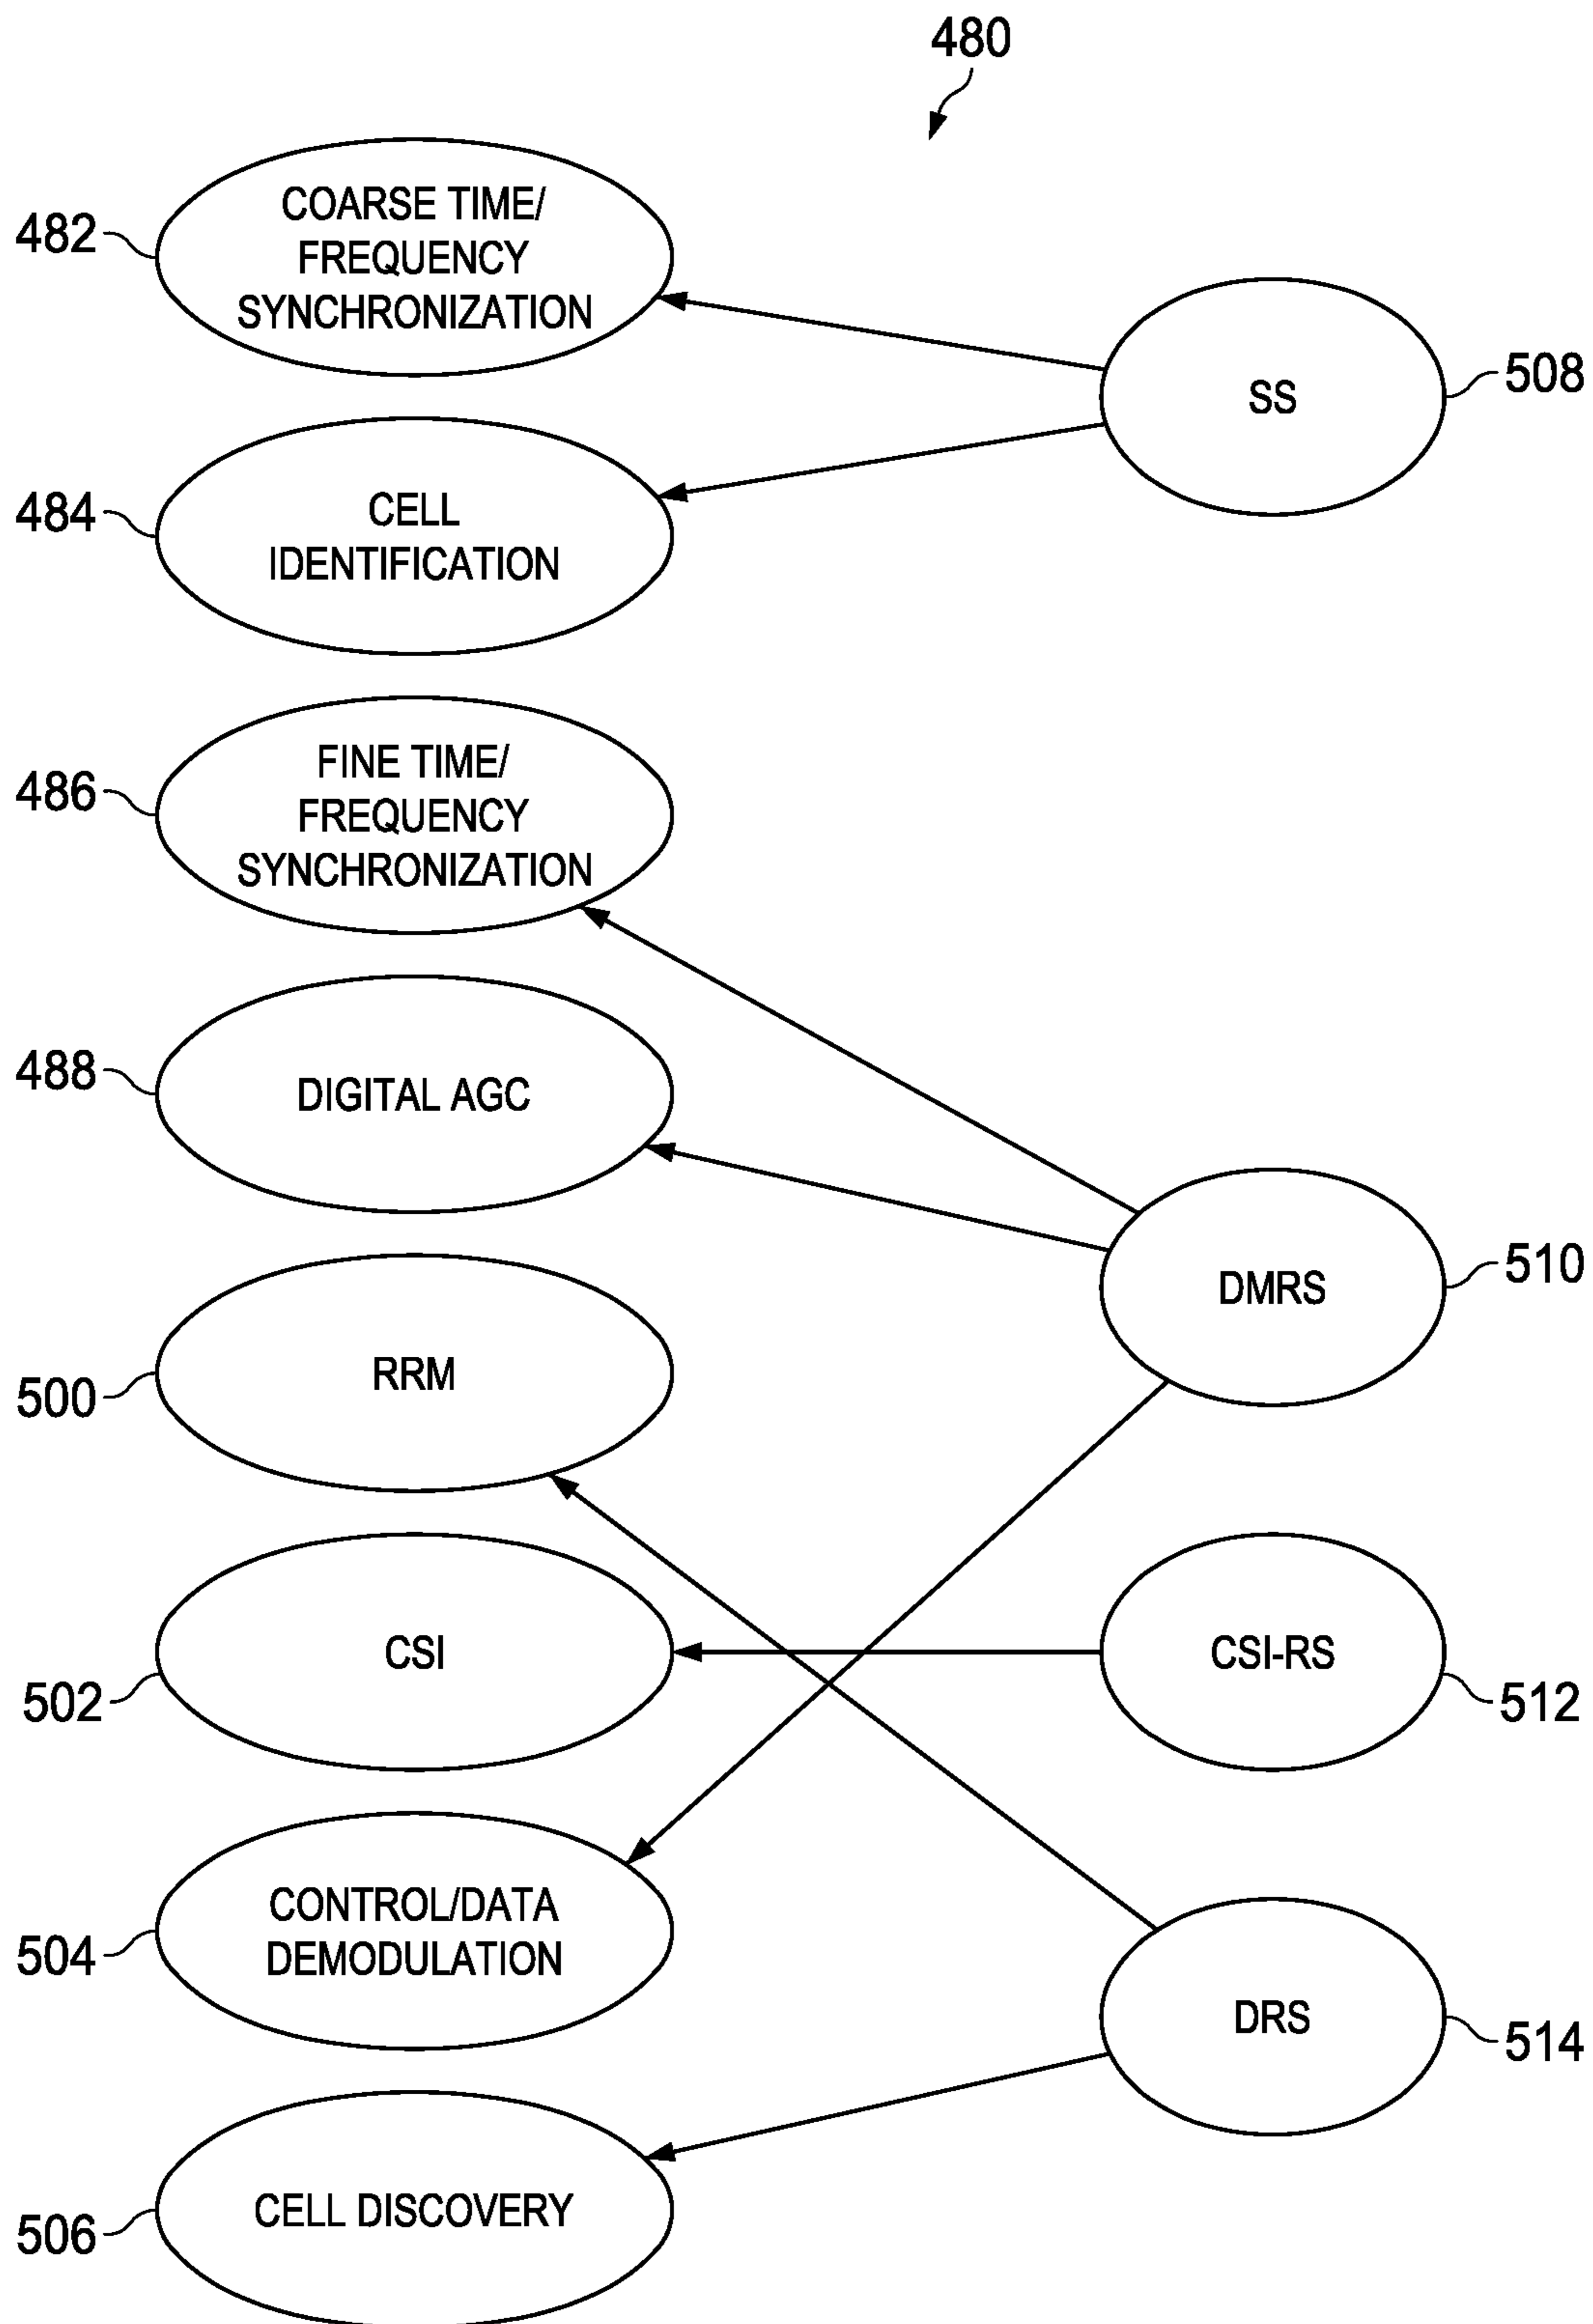 480
482
COARSE TIME/
FREQUENCY
SYNCHRONIZATION
SS
508
484
CELL
IDENTIFICATION
486
FINE TIME/
FREQUENCY
SYNCHRONIZATION
488
DIGITAL AGC
DMRS
510
500
RRM
502
CSI
CSI-RS
512
504
CONTROL/DATA
DEMODULATION
DRS
514
506
CELL DISCOVERY